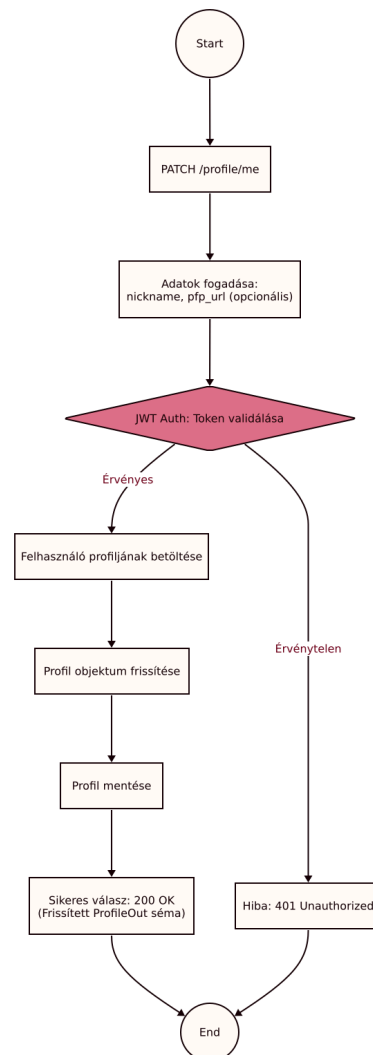 Start
PATCH /profile/me
Adatok fogadása:
nickname, pfp_url (opcionális)
JWT Auth: Token validálása
Érvényes
Felhasználó profiljának betöltése
Profil objektum frissítése
Érvénytelen
Profil mentése
Sikeres válasz: 200 OK
(Frissített ProfileOut séma)
Hiba: 401 Unauthorized
End